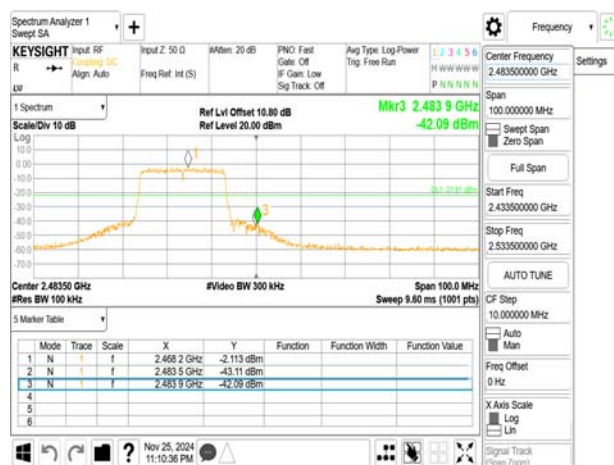 Spectrum Analyzer 1
Swept SA
Frequency
KEYSIGHT Input: RF Input Z: 50 Ω #Atten: 20 dB PNO: Fast Avg Type: Log-Power 1 2 3 4 5 6
R Coupling: DC Gate: Off Trig: Free Run M W W W W W
Align: Auto Freq Ref: Int (S) IF Gain: Low
Sig Track: Off P N N N N N
1 Spectrum Ref Lvl Offset 10.80 dB Mkr3 2.483 9 GHz
Scale/Div 10 dB Ref Level 20.00 dBm -42.09 dBm
Log
10.0
0.00
-10.0
-20.0
-30.0
-40.0
-50.0
-60.0
-70.0
1
3
Center 2.48350 GHz #Video BW 300 kHz Span 100.0 MHz
#Res BW 100 kHz Sweep 9.60 ms (1001 pts)
5 Marker Table
Mode Trace Scale X Y Function Function Width Function Value
1 N 1 f 2.468 2 GHz -2.113 dBm
2 N 1 f 2.483 5 GHz -43.11 dBm
3 N 1 f 2.483 9 GHz -42.09 dBm
4
5
6
Nov 25, 2024
11:10:36 PM
Center Frequency
2.483500000 GHz
Settings
Span
100.000000 MHz
Swept Span
Zero Span
Full Span
Start Freq
2.433500000 GHz
Stop Freq
2.533500000 GHz
AUTO TUNE
CF Step
10.000000 MHz
Auto
Man
Freq Offset
0 Hz
X Axis Scale
Log
Lin
Signal Track
(Span Zoom)